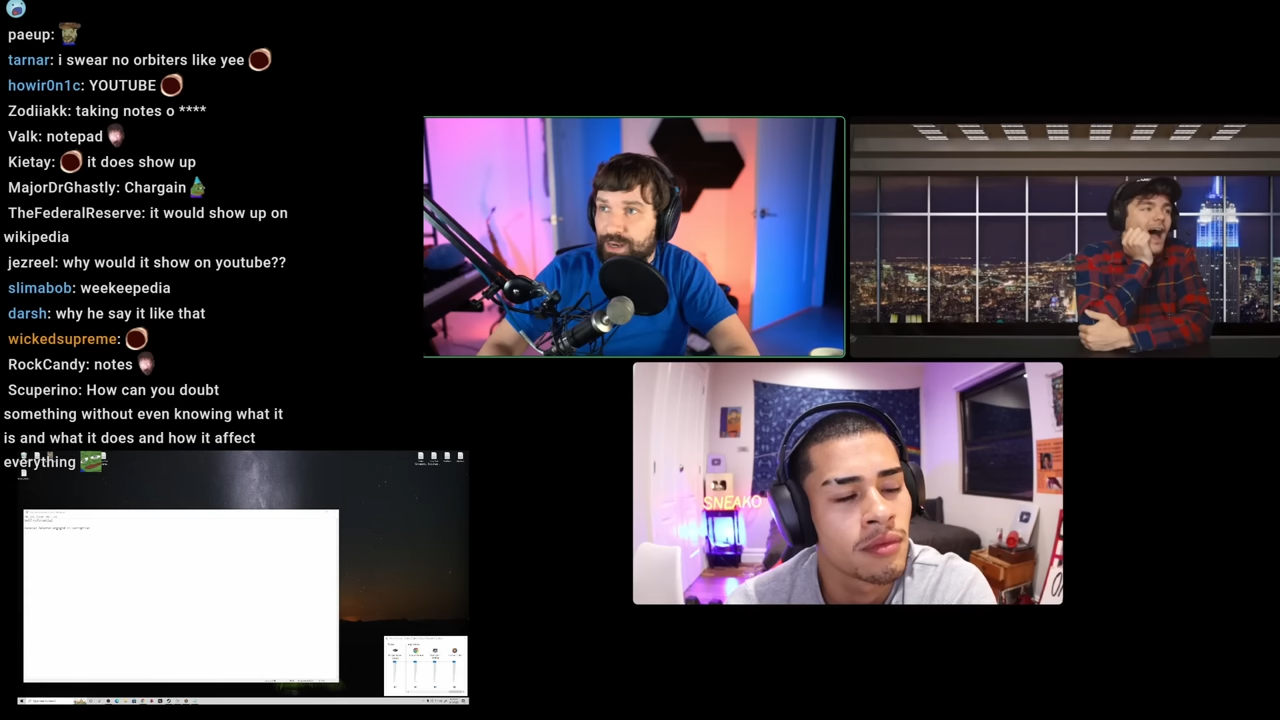 paeup:
tarnar: i swear no orbiters like yee
howir0n1c: YOUTUBE
Zodiiakk: taking notes o ****
Valk: notepad
Kietay: it does show up
MajorDrGhastly: Chargain
TheFederalReserve: it would show up on
wikipedia
jezreel: why would it show on youtube??
slimabob: weekeepedia
darsh: why he say it like that
wickedsupreme:
RockCandy: notes
Scuperino: How can you doubt
something without even knowing what it
is and what it does and how it affect
everything
SNEAKO